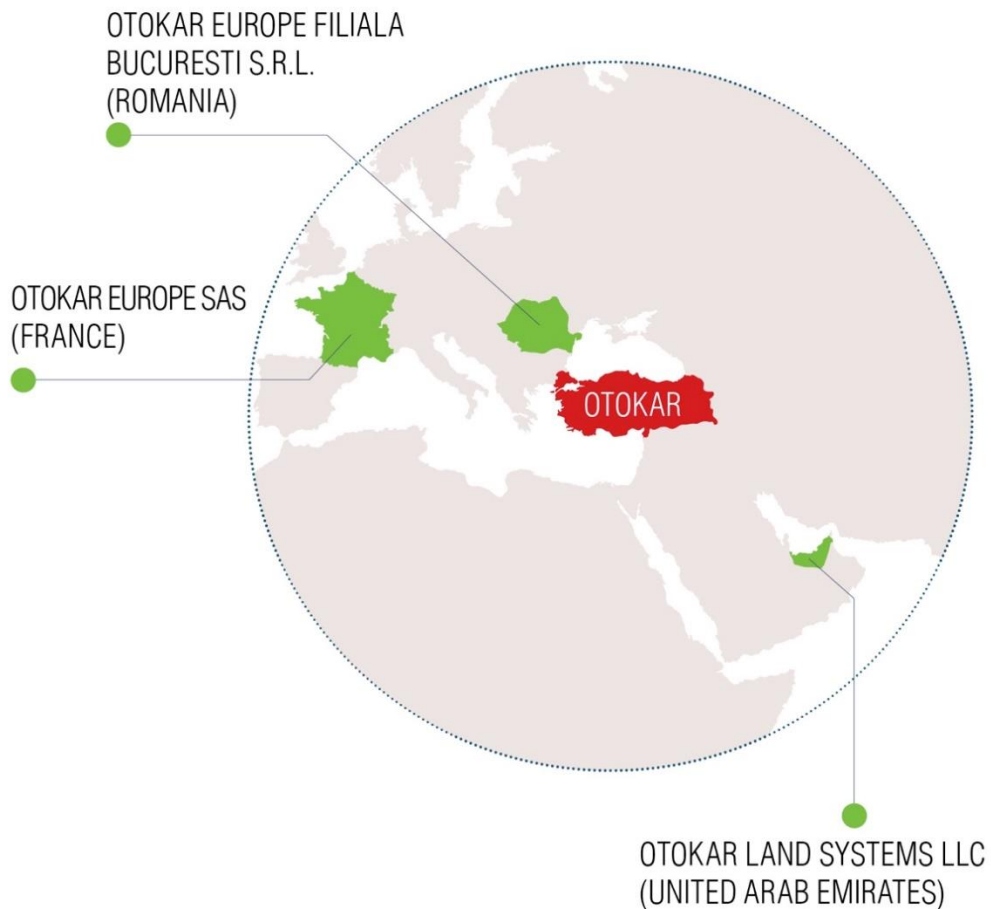 OTOKAR EUROPE FILIALA
BUCURESTI S.R.L.
(ROMANIA)
OTOKAR EUROPE SAS
(FRANCE)
OTOKAR
OTOKAR LAND SYSTEMS LLC
(UNITED ARAB EMIRATES)